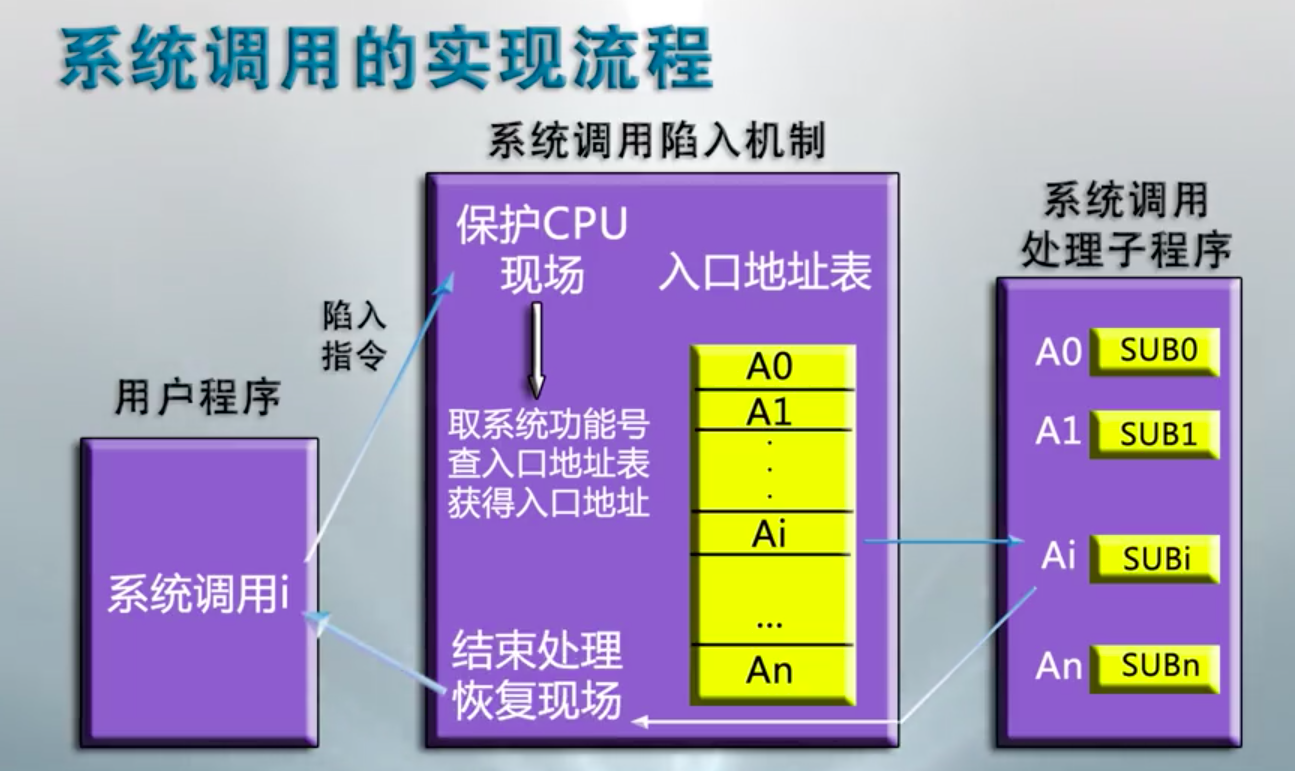 系统调用的实现流程
系统调用陷入机制
保护CPU
现场
入口地址表
系统调用
处理子程序
陷入
指令
用户程序
系统调用i
取系统功能号
查入口地址表
获得入口地址
结束处理
恢复现场
A0
A1
.
.
.
Ai
...
An
A0 SUB0
A1 SUB1
Ai SUBi
An SUBn